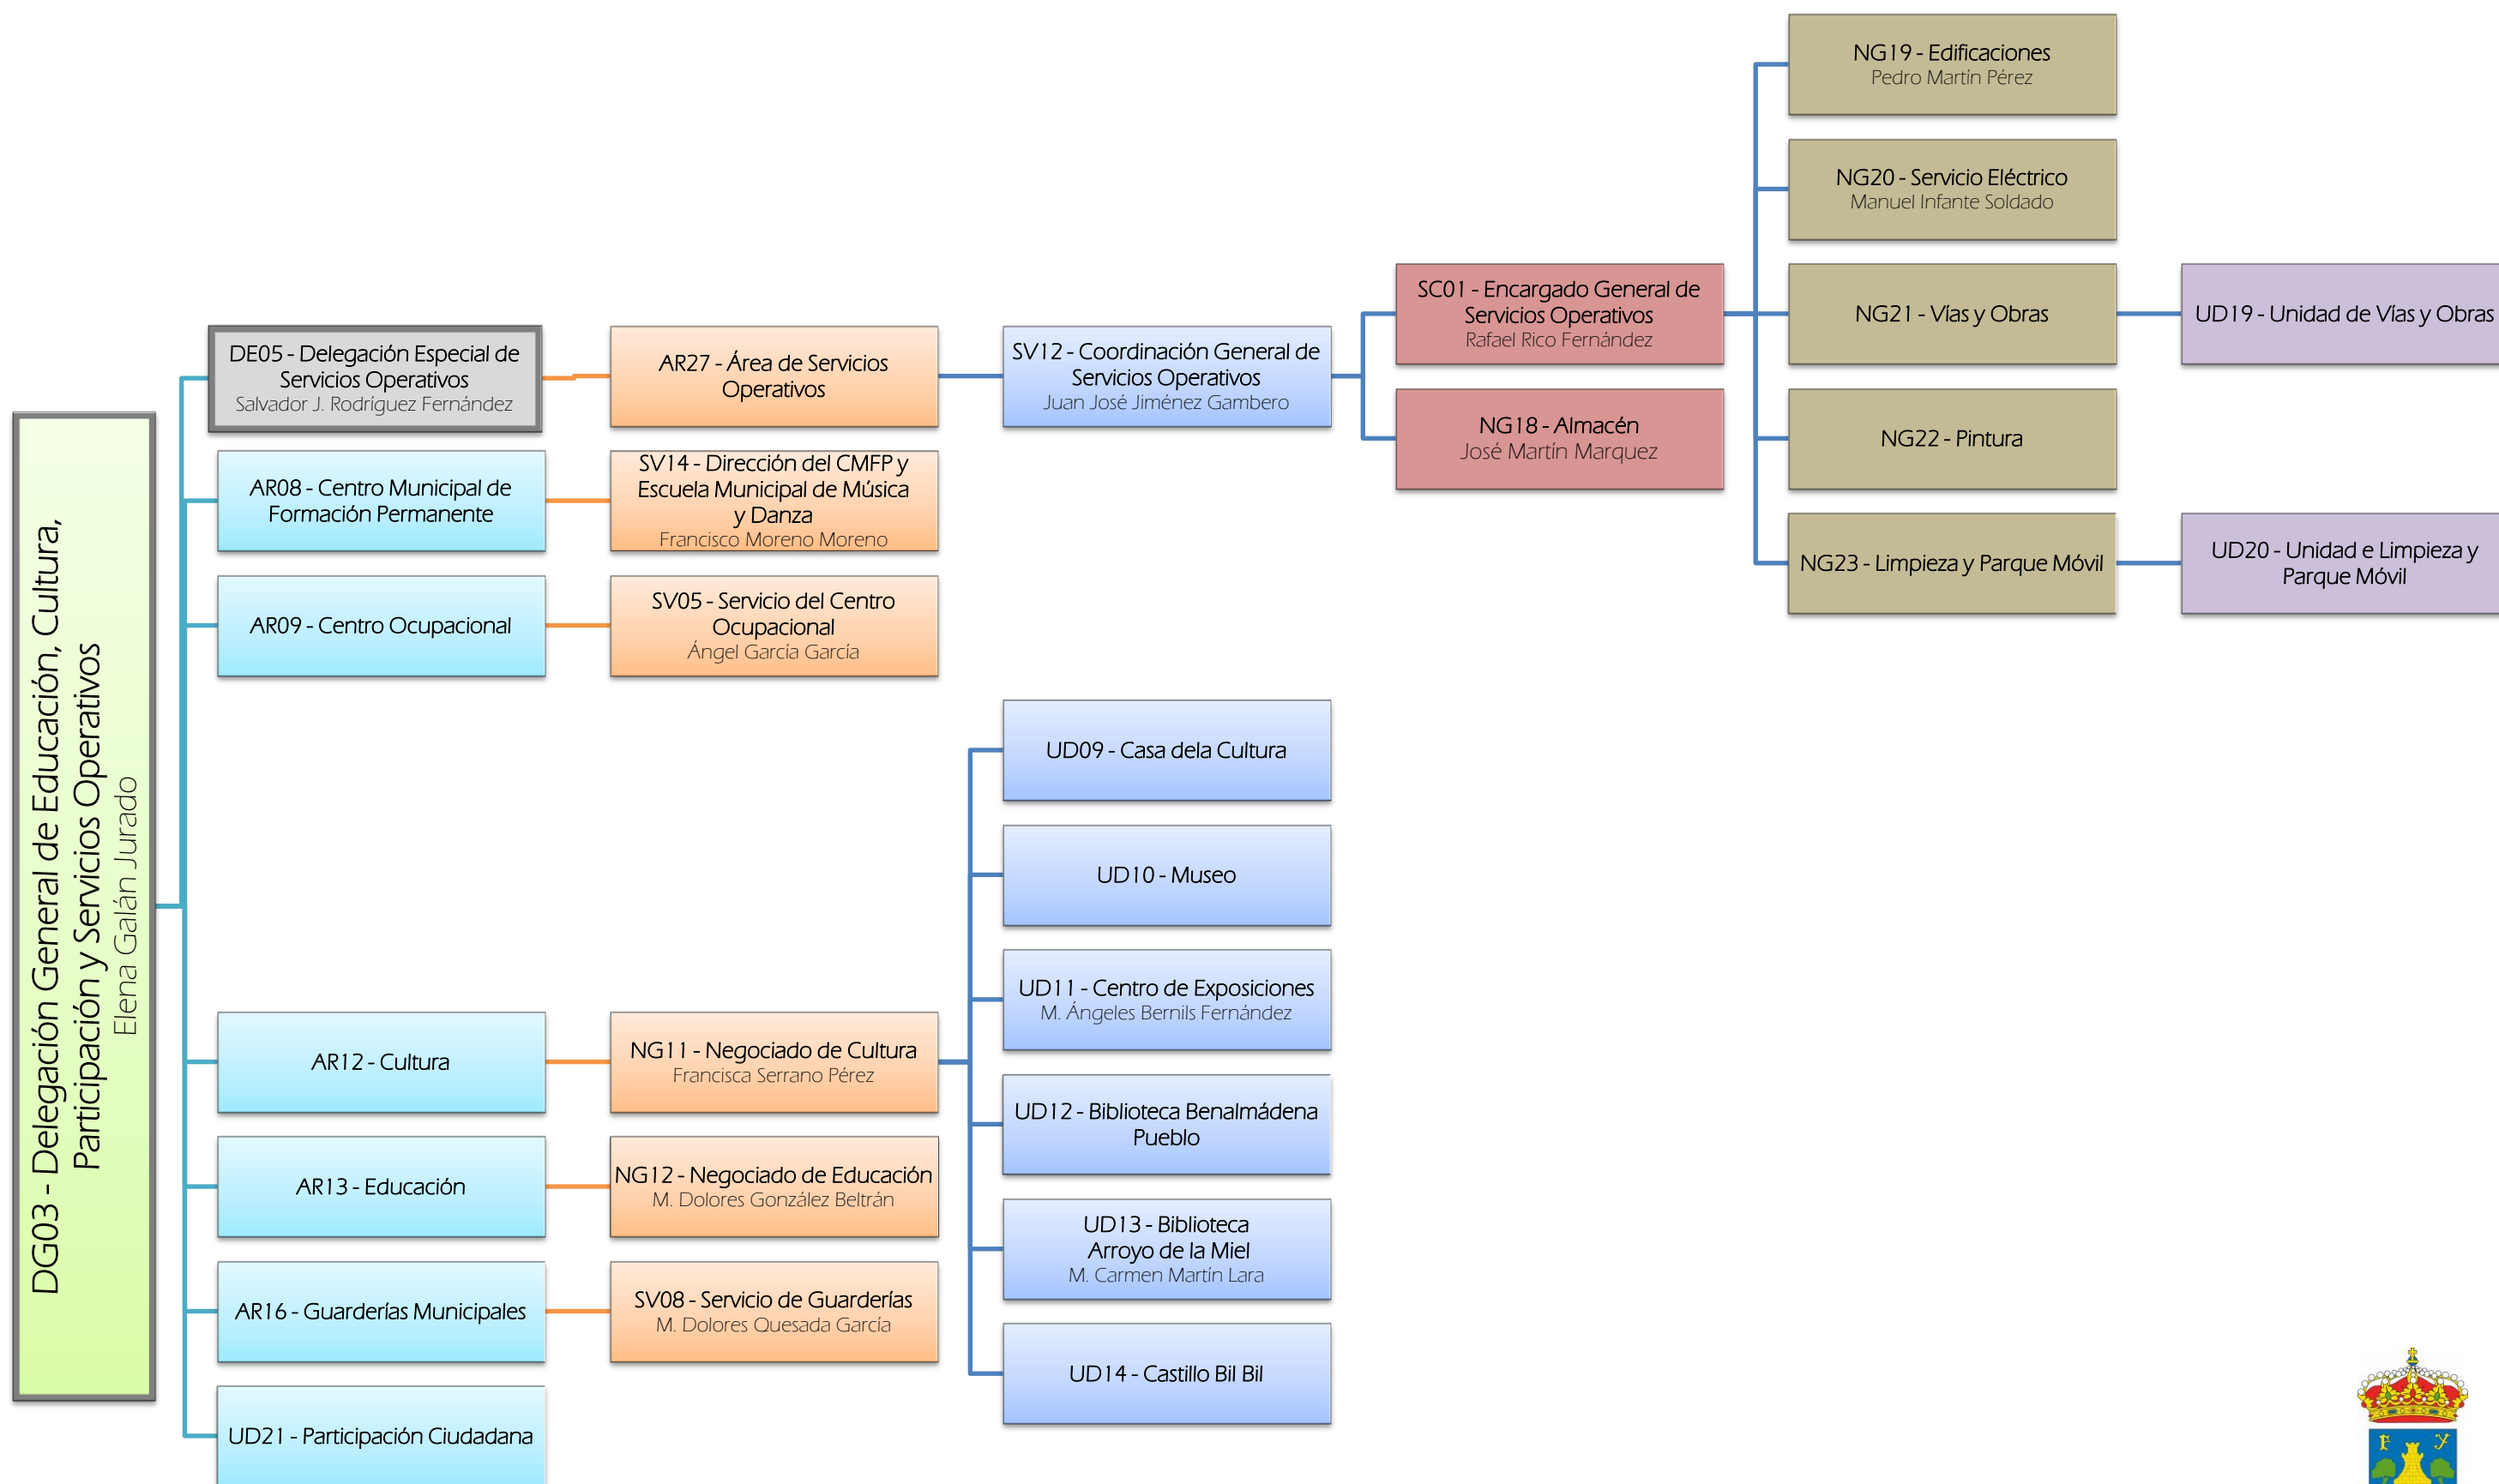 DG03 - Delegación General de Educación, Cultura,
Participación y Servicios Operativos
Elena Galán Jurado
DE05 - Delegación Especial de
Servicios Operativos
Salvador J. Rodríguez Fernández
AR27 - Área de Servicios
Operativos
SV12 - Coordinación General de
Servicios Operativos
Juan José Jiménez Gambero
SC01 - Encargado General de
Servicios Operativos
Rafael Rico Fernández
NG19 - Edificaciones
Pedro Martín Pérez
NG20 - Servicio Eléctrico
Manuel Infante Soldado
NG21 - Vías y Obras
UD19 - Unidad de Vías y Obras
NG22 - Pintura
NG23 - Limpieza y Parque Móvil
UD20 - Unidad e Limpieza y
Parque Móvil
NG18 - Almacén
José Martín Marquez
AR08 - Centro Municipal de
Formación Permanente
SV14 - Dirección del CMFP y
Escuela Municipal de Música
y Danza
Francisco Moreno Moreno
AR09 - Centro Ocupacional
SV05 - Servicio del Centro
Ocupacional
Ángel García García
AR12 - Cultura
NG11 - Negociado de Cultura
Francisca Serrano Pérez
UD09 - Casa dela Cultura
UD10 - Museo
UD11 - Centro de Exposiciones
M. Ángeles Bernils Fernández
UD12 - Biblioteca Benalmádena
Pueblo
UD13 - Biblioteca
Arroyo de la Miel
M. Carmen Martín Lara
UD14 - Castillo Bil Bil
AR13 - Educación
NG12 - Negociado de Educación
M. Dolores González Beltrán
AR16 - Guarderías Municipales
SV08 - Servicio de Guarderías
M. Dolores Quesada García
UD21 - Participación Ciudadana
F Y